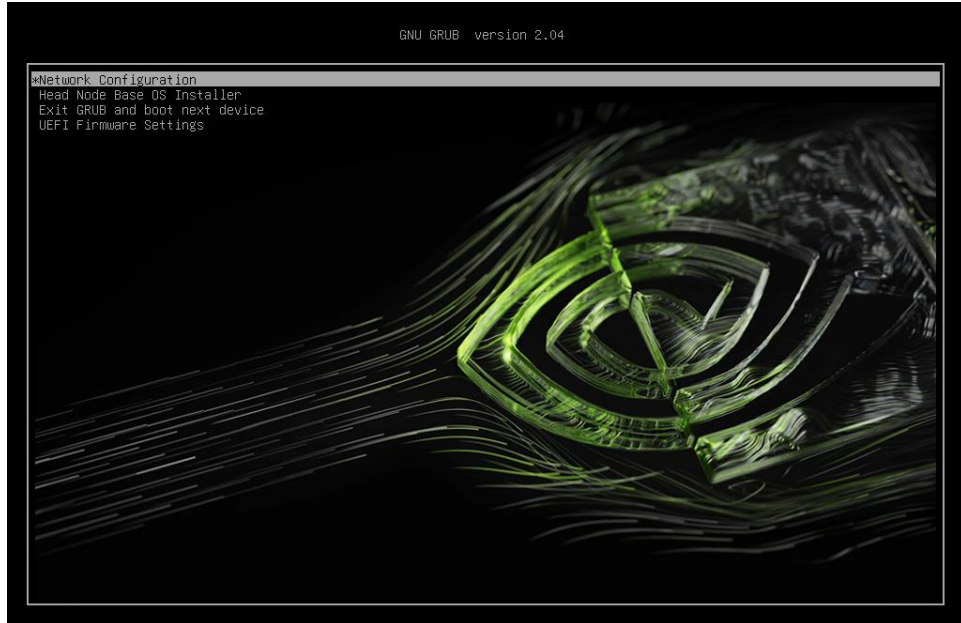 GNU GRUB  version 2.04
*Network Configuration
Head Node Base OS Installer
Exit GRUB and boot next device
UEFI Firmware Settings